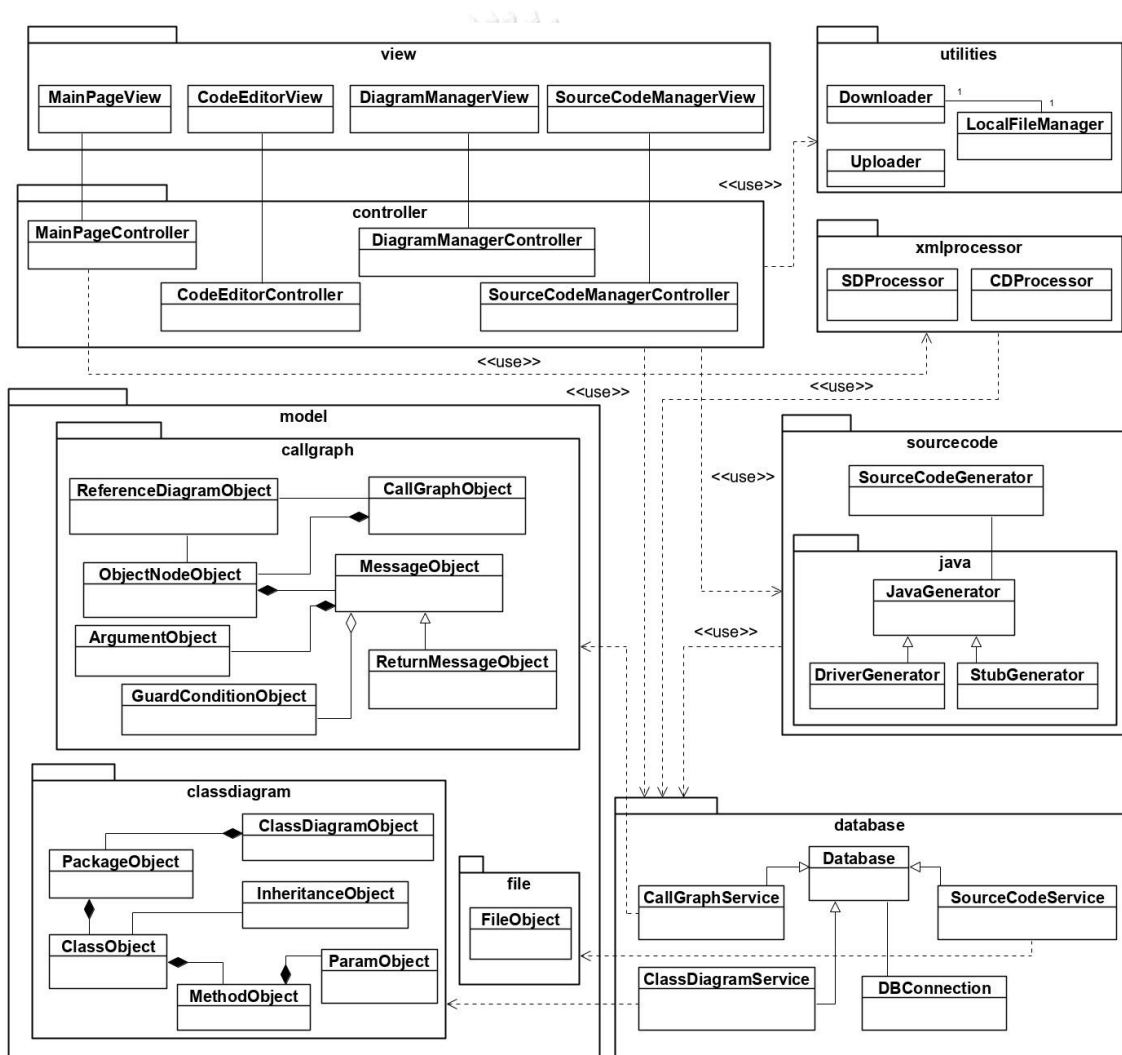 view
MainPageView
CodeEditorView
DiagramManagerView
SourceCodeManagerView
utilities
Downloader
1
1
LocalFileManager
Uploader
<<use>>
controller
MainPageController
DiagramManagerController
CodeEditorController
SourceCodeManagerController
xmlprocessor
SDProcessor
CDProcessor
<<use>>
<<use>>
<<use>>
model
callgraph
ReferenceDiagramObject
CallGraphObject
ObjectNodeObject
MessageObject
ArgumentObject
ReturnMessageObject
GuardConditionObject
<<use>>
<<use>>
sourcecode
SourceCodeGenerator
java
JavaGenerator
DriverGenerator
StubGenerator
classdiagram
ClassDiagramObject
PackageObject
InheritanceObject
ClassObject
ParamObject
MethodObject
file
FileObject
database
Database
CallGraphService
SourceCodeService
ClassDiagramService
DBConnection